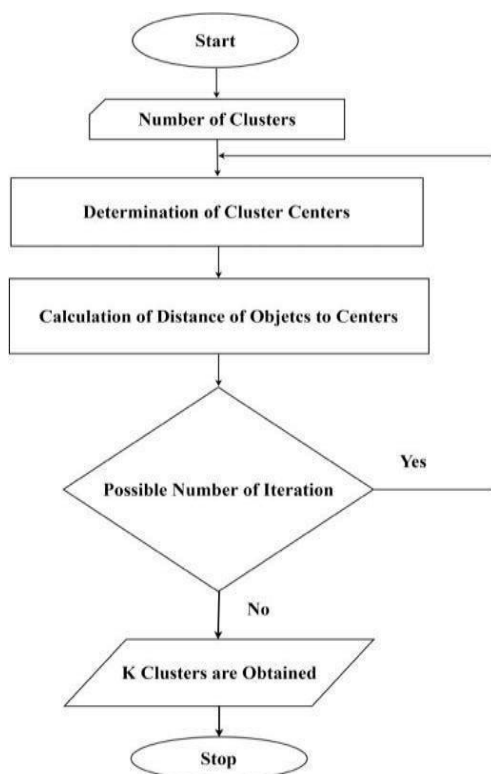 Start
Number of Clusters
Determination of Cluster Centers
Calculation of Distance of Objetcs to Centers
Possible Number of Iteration
Yes
No
K Clusters are Obtained
Stop